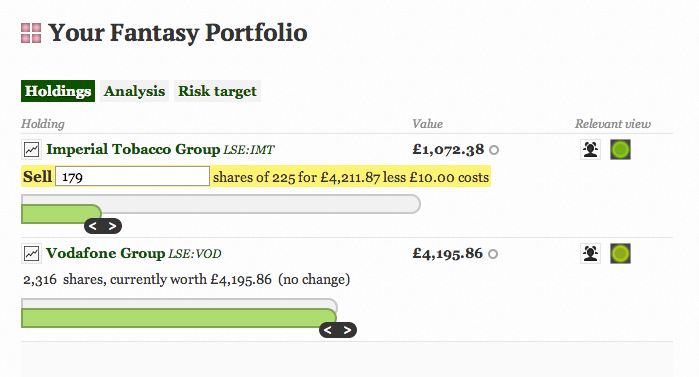 Your Fantasy Portfolio
Holdings Analysis Risk target
Holding Value Relevant view
Imperial Tobacco Group LSE:IMT £1,072.38
Sell 179 shares of 225 for £4,211.87 less £10.00 costs
< >
Vodafone Group LSE:VOD £4,195.86
2,316 shares, currently worth £4,195.86 (no change)
< >